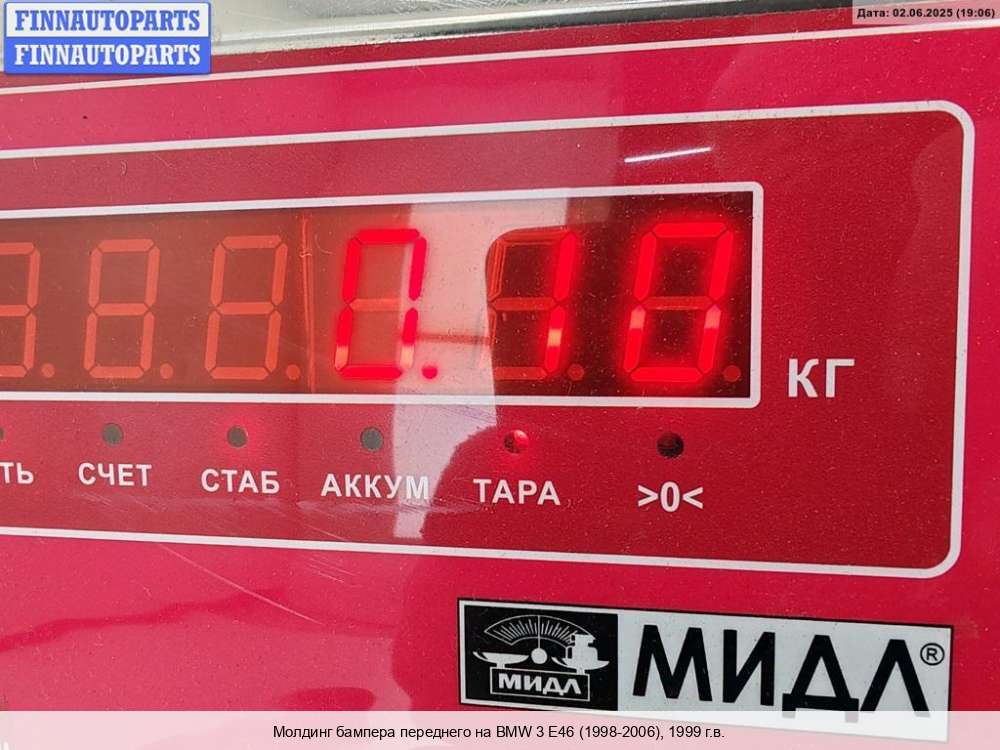 FINNAUTOPARTS
FINNAUTOPARTS
Дата: 02.06.2025 (19:06)
0.10
КГ
ТЬ СЧЕТ СТАБ АККУМ ТАРА >0<
МИДЛ МИДЛ®
Молдинг бампера переднего на BMW 3 E46 (1998-2006), 1999 г.в.